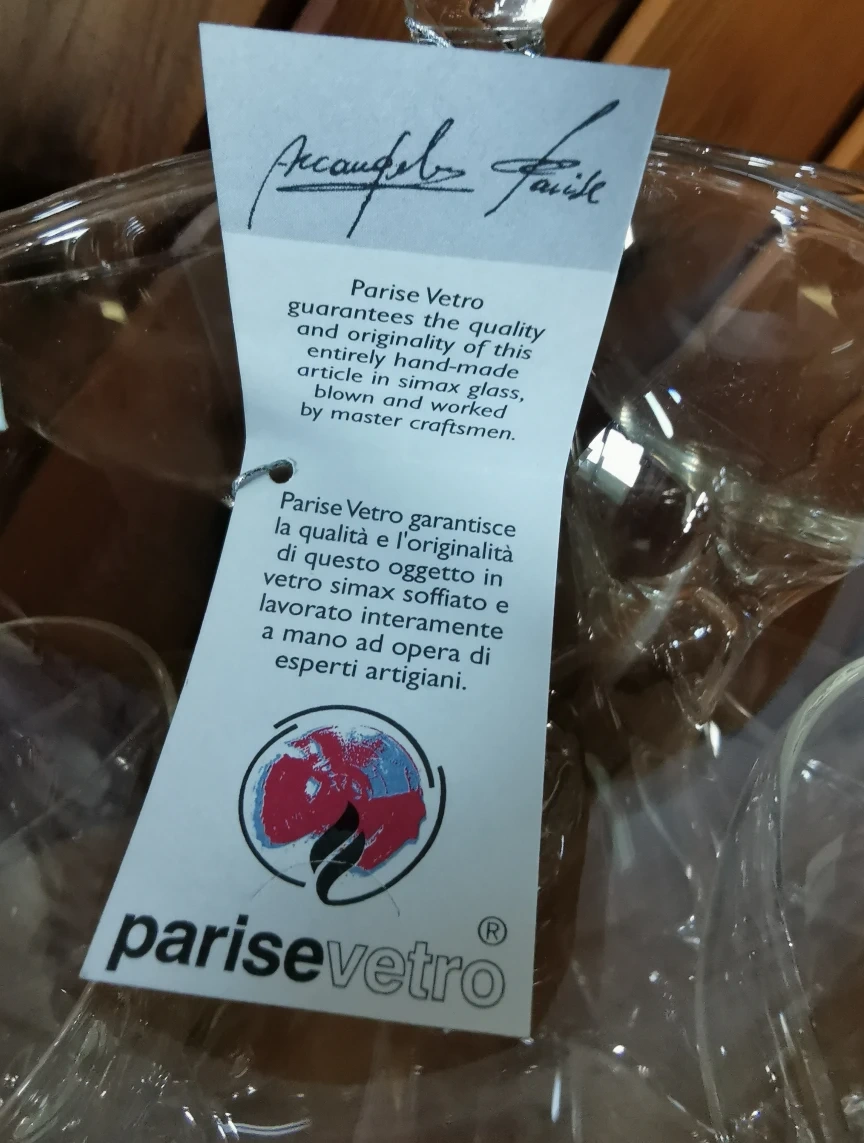 Arcangelo Parise
Parise Vetro
guarantees the quality
and originality of this
entirely hand-made
article in simax glass,
blown and worked
by master craftsmen.
Parise Vetro garantisce
la qualità e l'originalità
di questo oggetto in
vetro simax soffiato e
lavorato interamente
a mano ad opera di
esperti artigiani.
parisevetro®